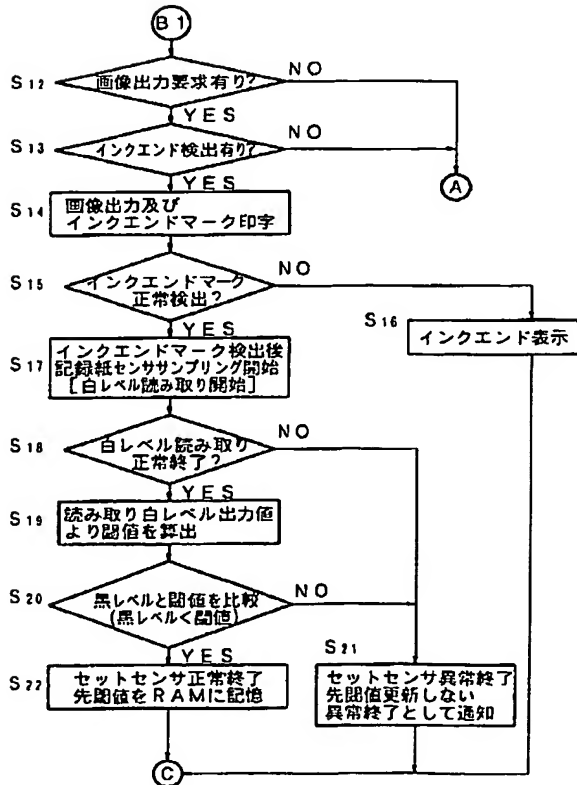 B1
S12
画像出力要求有り?
NO
YES
S13
インクエンド検出有り?
NO
YES
A
S14
画像出力及び
インクエンドマーク印字
S15
インクエンドマーク
正常検出?
NO
YES
S16
インクエンド表示
S17
インクエンドマーク検出後
記録紙センササンプリング開始
[白レベル読み取り開始]
S18
白レベル読み取り
正常終了?
NO
YES
S19
読み取り白レベル出力値
より閾値を算出
S20
黒レベルと閾値を比較
(黒レベル<閾値)
NO
YES
S21
セットセンサ異常終了
先閾値更新しない
異常終了として通知
S22
セットセンサ正常終了
先閾値をRAMに記憶
C